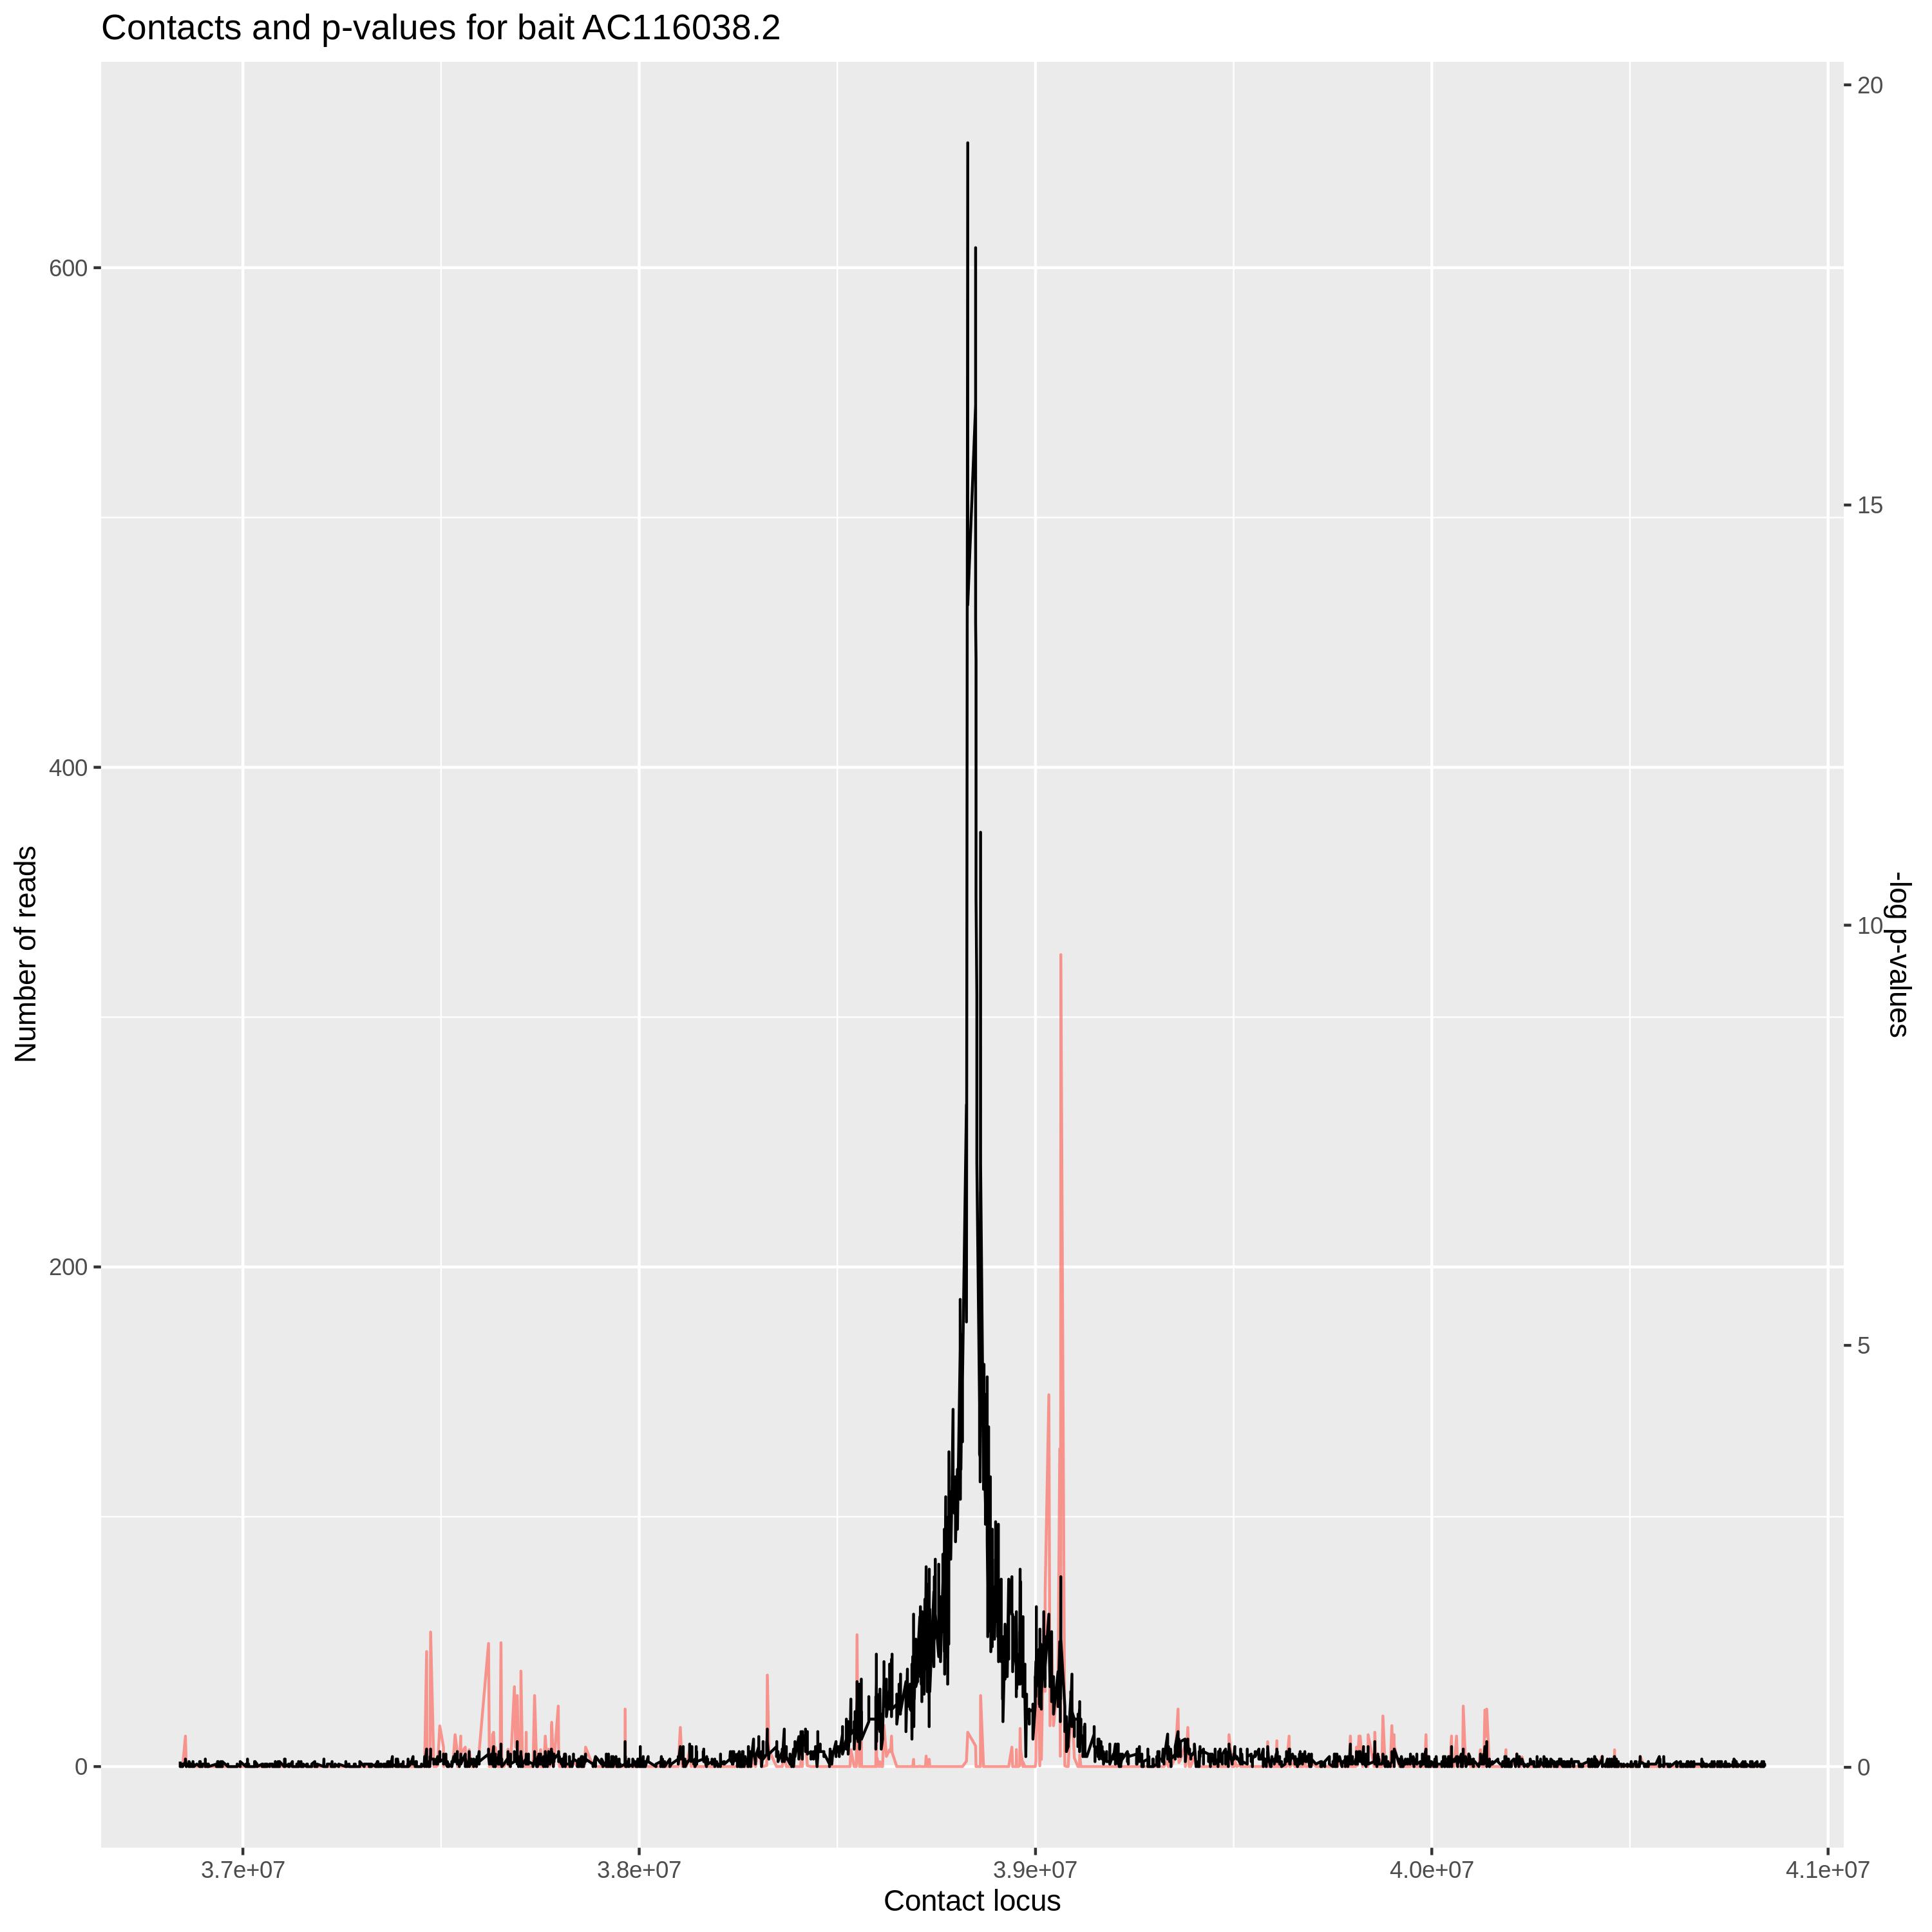 Contacts and p-values for bait AC116038.2
600
400
200
0
Number of reads
20
15
10
5
0
-log p-values
3.7e+07
3.8e+07
3.9e+07
4.0e+07
4.1e+07
Contact locus